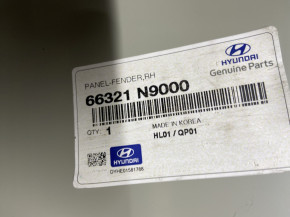 HYUNDAI
Genuine Parts
PANEL-FENDER,RH
66321 N9000
QTY: 1
MADE IN KOREA
HL01 / QP01
HYUNDAI